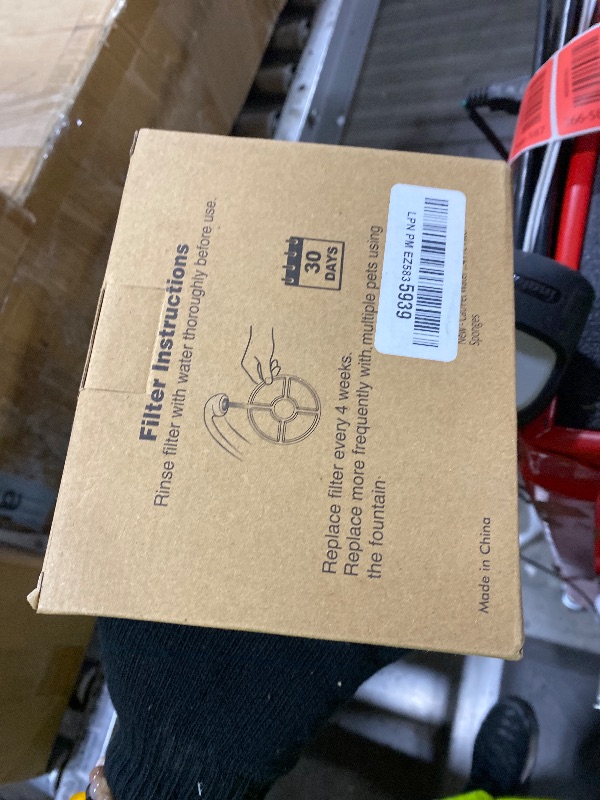 Filter Instructions
Rinse filter with water thoroughly before use.
30
DAYS
Replace filter every 4 weeks.
Replace more frequently with multiple pets using
the fountain.
LPN PM EZ583 5939
Sponges
Made in China